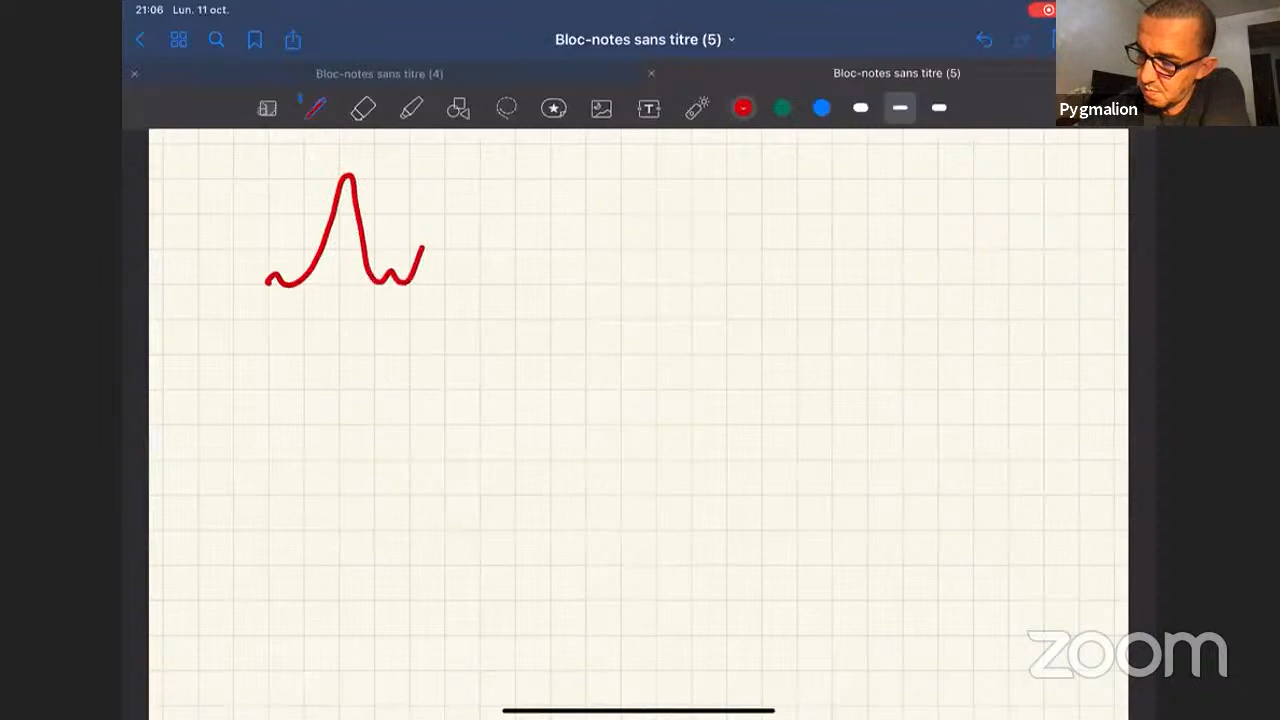 21:06 Lun. 11 oct.
Bloc-notes sans titre (5)
Bloc-notes sans titre (4)
Bloc-notes sans titre (5)
T
Pygmalion
zoom